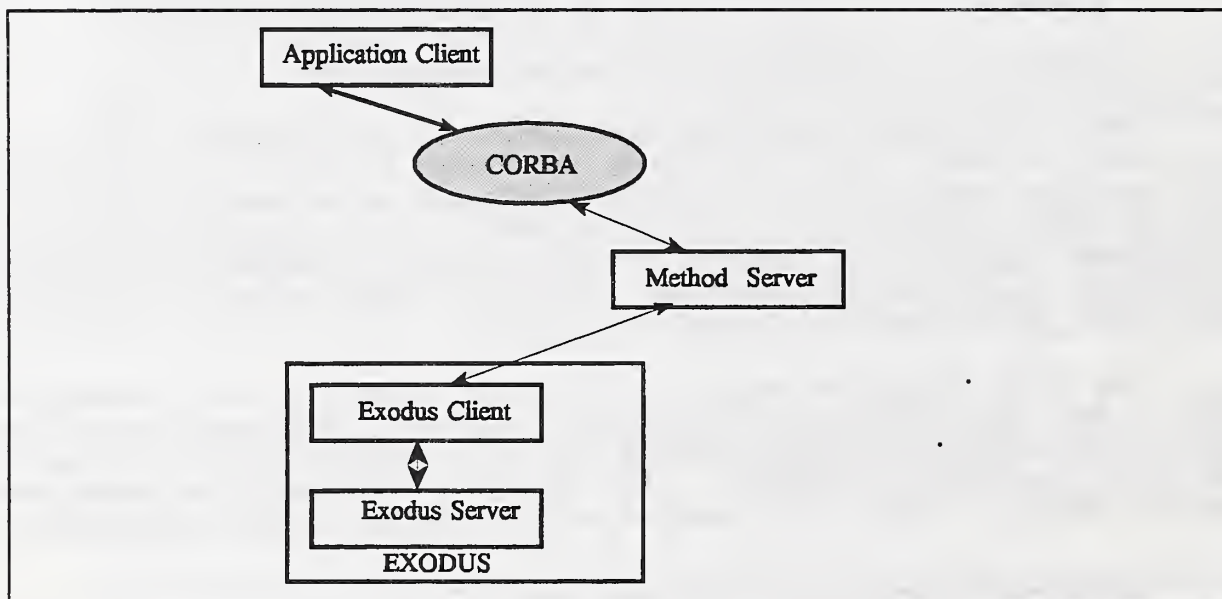 Application Client
CORBA
Method Server
Exodus Client
Exodus Server
EXODUS